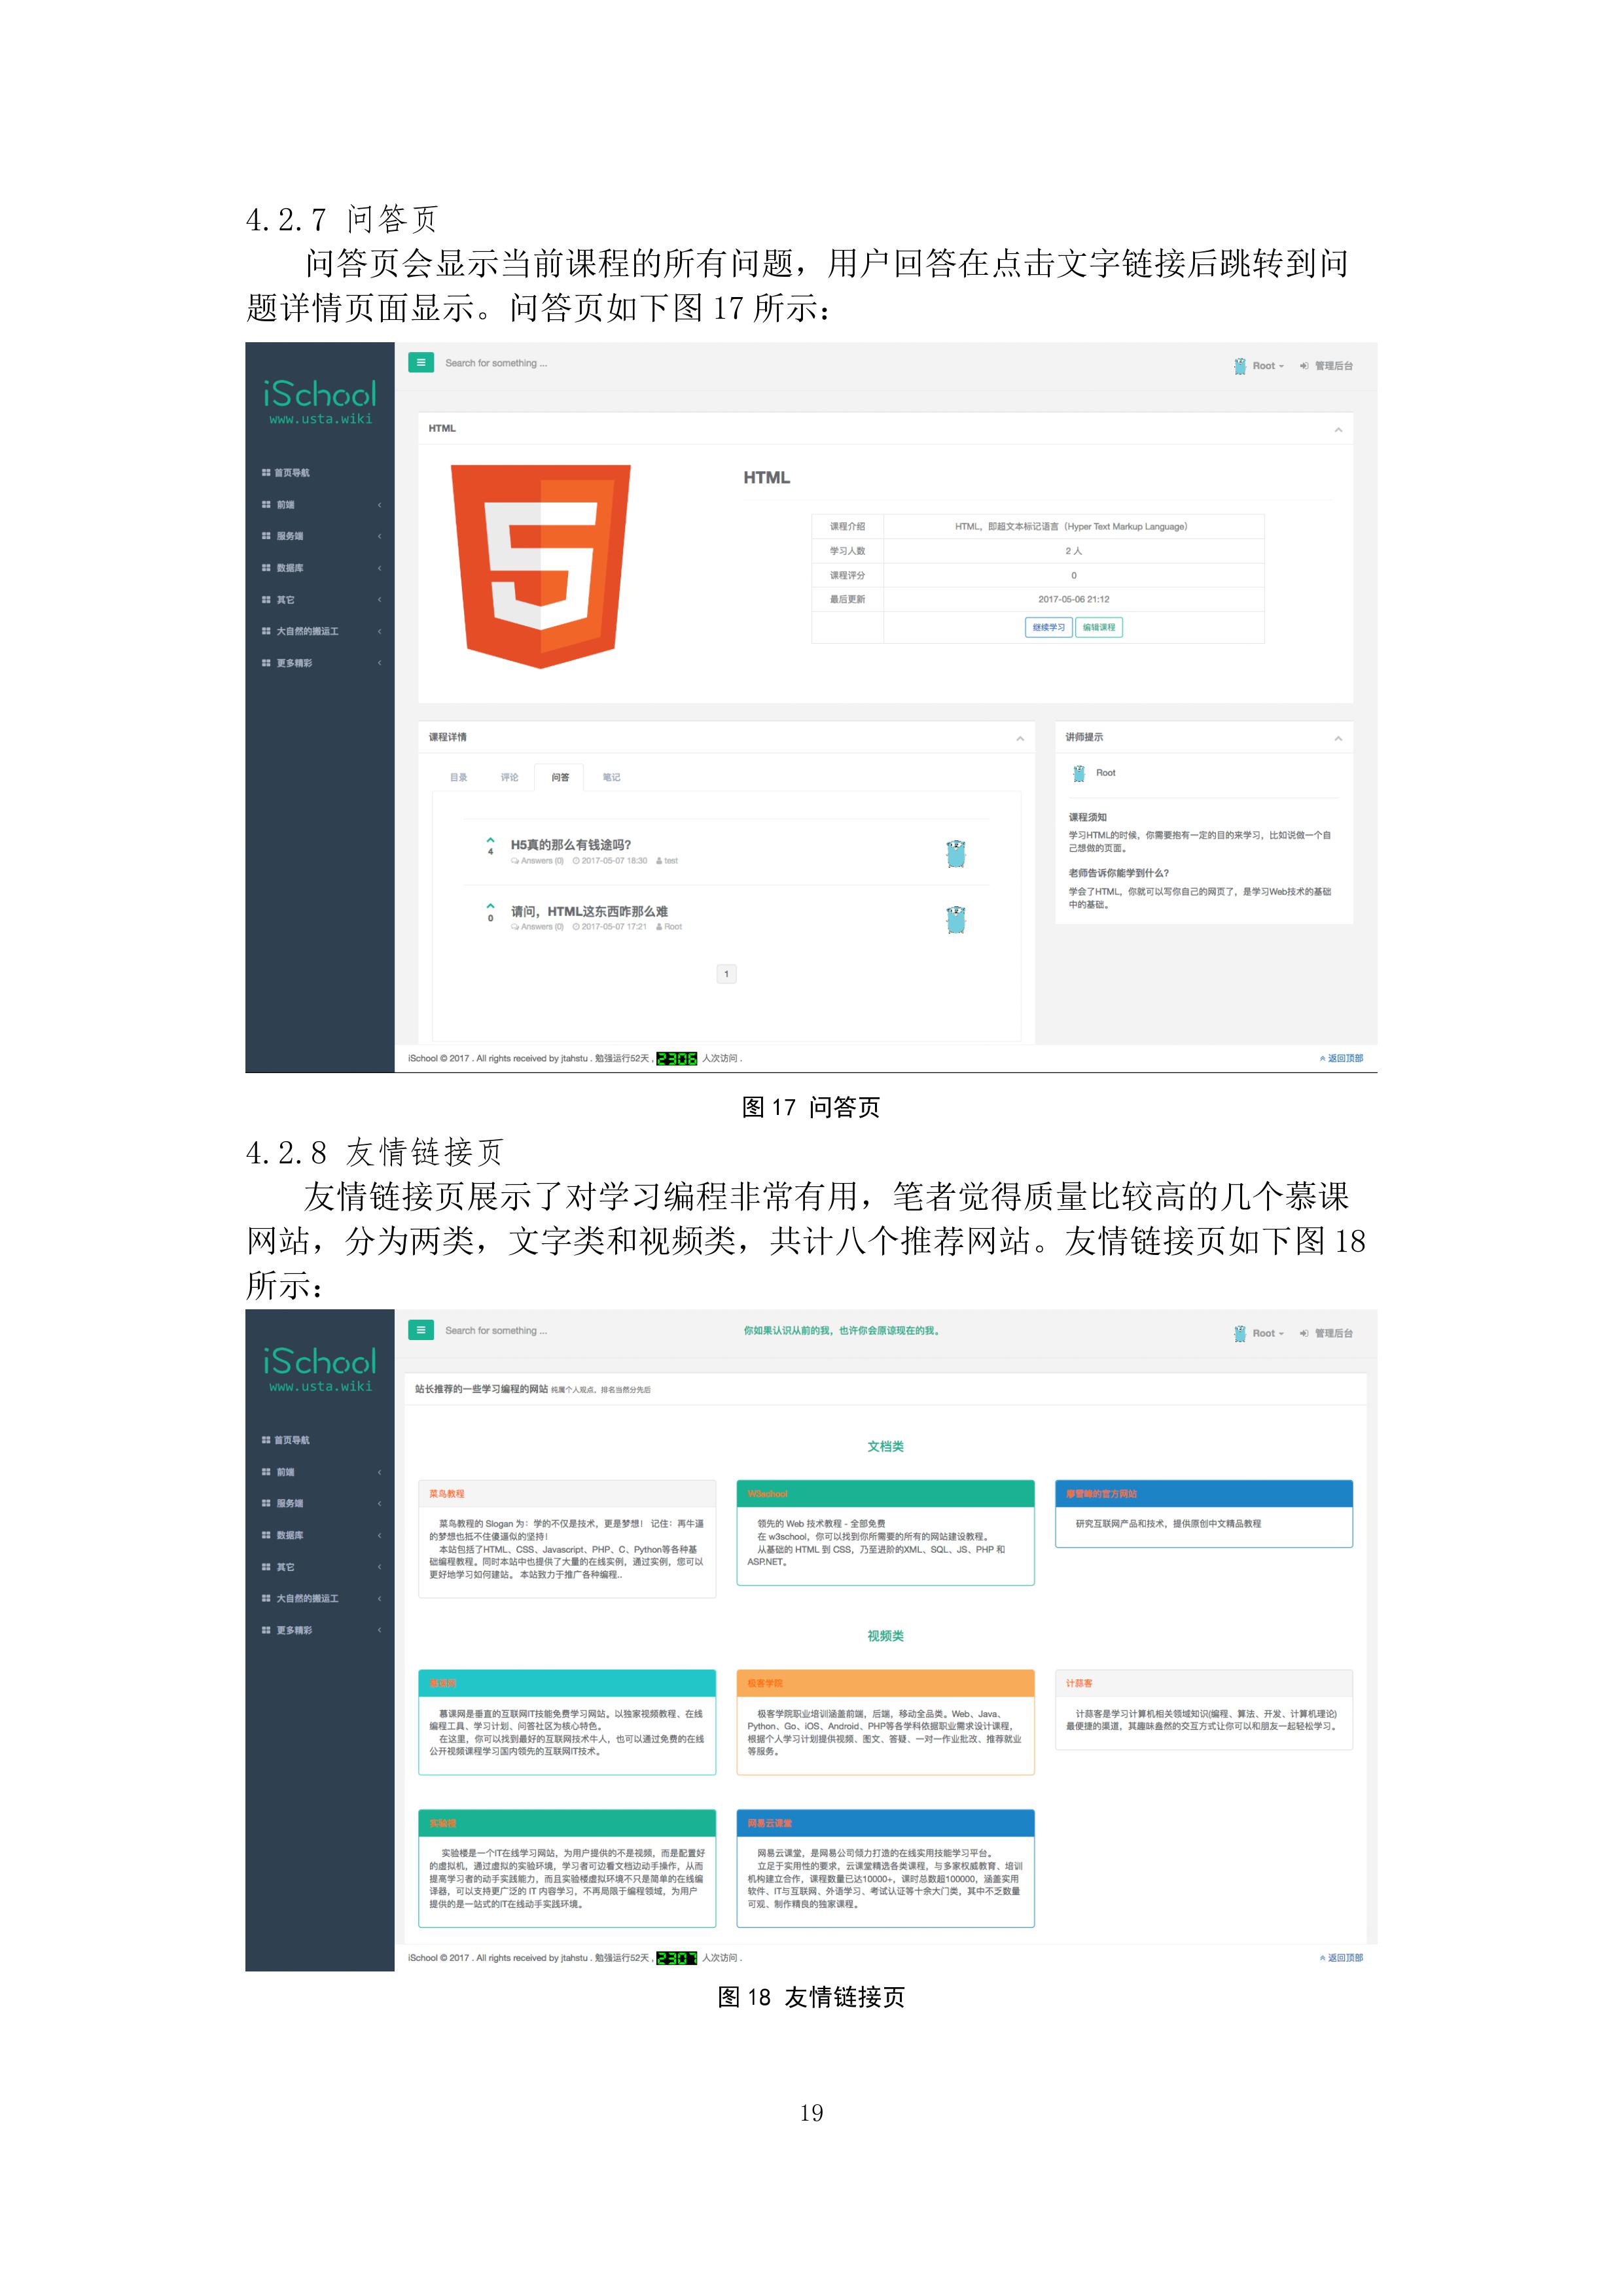 4.2.7 问答页
问答页会显示当前课程的所有问题，用户回答在点击文字链接后跳转到问
题详情页面显示。问答页如下图 17 所示：
iSchool
www.usta.wiki
首页导航
前端
服务端
数据库
其它
大自然的搬运工
更多精彩
Search for something ...
Root
管理后台
HTML
HTML
课程介绍 HTML，即超文本标记语言（Hyper Text Markup Language）
学习人数 2 人
课程评分 0
最后更新 2017-05-06 21:12
继续学习 编辑课程
课程详情
目录 评论 问答 笔记
4
H5真的那么有钱途吗?
Answers (0) 2017-05-07 18:30 test
0
请问，HTML这东西咋那么难
Answers (0) 2017-05-07 17:21 Root
1
讲师提示
Root
课程须知
学习HTML的时候，你需要抱有一定的目的来学习，比如说做一个自
己想做的页面。
老师告诉你能学到什么?
学会了HTML，你就可以写你自己的网页了，是学习Web技术的基础
中的基础。
iSchool © 2017 . All rights received by jtahstu . 勉强运行52天 , 2306 人次访问 .
返回顶部
图 17 问答页
4.2.8 友情链接页
友情链接页展示了对学习编程非常有用，笔者觉得质量比较高的几个慕课
网站，分为两类，文字类和视频类，共计八个推荐网站。友情链接页如下图 18
所示：
iSchool
www.usta.wiki
首页导航
前端
服务端
数据库
其它
大自然的搬运工
更多精彩
Search for something ...
你如果认识从前的我，也许你会原谅现在的我。
Root
管理后台
站长推荐的一些学习编程的网站 纯属个人观点，排名当然分先后
文档类
菜鸟教程
菜鸟教程的 Slogan 为：学的不仅是技术，更是梦想！ 记住：再牛逼
的梦想也抵不住傻逼似的坚持！
本站包括了HTML、CSS、Javascript、PHP、C、Python等各种基
础编程教程。同时本站中也提供了大量的在线实例，通过实例，您可以
更好地学习如何建站。 本站致力于推广各种编程..
W3school
领先的 Web 技术教程 - 全部免费
在 w3school，你可以找到你所需要的所有的网站建设教程。
从基础的 HTML 到 CSS，乃至进阶的XML、SQL、JS、PHP 和
ASP.NET。
廖雪峰的官方网站
研究互联网产品和技术，提供原创中文精品教程
视频类
慕课网
慕课网是垂直的互联网IT技能免费学习网站。以独家视频教程、在线
编程工具、学习计划、问答社区为核心特色。
在这里，你可以找到最好的互联网技术牛人，也可以通过免费的在线
公开视频课程学习国内领先的互联网IT技术。
极客学院
极客学院职业培训涵盖前端，后端，移动全品类。Web、Java、
Python、Go、iOS、Android、PHP等各学科依据职业需求设计课程，
根据个人学习计划提供视频、图文、答疑、一对一作业批改、推荐就业
等服务。
计蒜客
计蒜客是学习计算机相关领域知识(编程、算法、开发、计算机理论)
最便捷的渠道，其趣味盎然的交互方式让你可以和朋友一起轻松学习。
实验楼
实验楼是一个IT在线学习网站，为用户提供的不是视频，而是配置好
的虚拟机，通过虚拟的实验环境，学习者可边看文档边动手操作，从而
提高学习者的动手实践能力，而且实验楼虚拟环境不只是简单的在线编
译器，可以支持更广泛的 IT 内容学习，不再局限于编程领域，为用户
提供的是一站式的IT在线动手实践环境。
网易云课堂
网易云课堂，是网易公司倾力打造的在线实用技能学习平台。
立足于实用性的要求，云课堂精选各类课程，与多家权威教育、培训
机构建立合作，课程数量已达10000+，课时总数超100000，涵盖实用
软件、IT与互联网、外语学习、考试认证等十余大门类，其中不乏数量
可观、制作精良的独家课程。
iSchool © 2017 . All rights received by jtahstu . 勉强运行52天 , 2307 人次访问 .
返回顶部
图 18 友情链接页
19